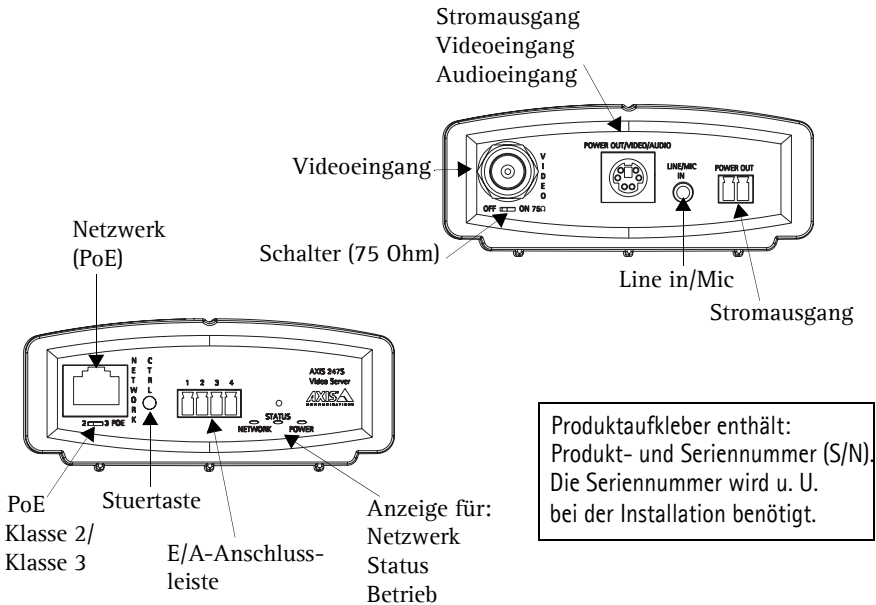 Stromausgang
Videoeingang
Audioeingang
POWER OUT/VIDEO/AUDIO
LINE/MIC
IN
POWER OUT
VIDEO
OFF ON 75Ω
Videoeingang
Schalter (75 Ohm)
Line in/Mic
Stromausgang
Netzwerk
(PoE)
NETWORK
CTRL
1 2 3 4
AXIS 247S
Video Server
AXIS
COMMUNICATIONS
2 3 POE
STATUS
NETWORK POWER
PoE
Klasse 2/
Klasse 3
Stuertaste
E/A-Anschluss-
leiste
Anzeige für:
Netzwerk
Status
Betrieb
Produktaufkleber enthält:
Produkt- und Seriennummer (S/N).
Die Seriennummer wird u. U.
bei der Installation benötigt.